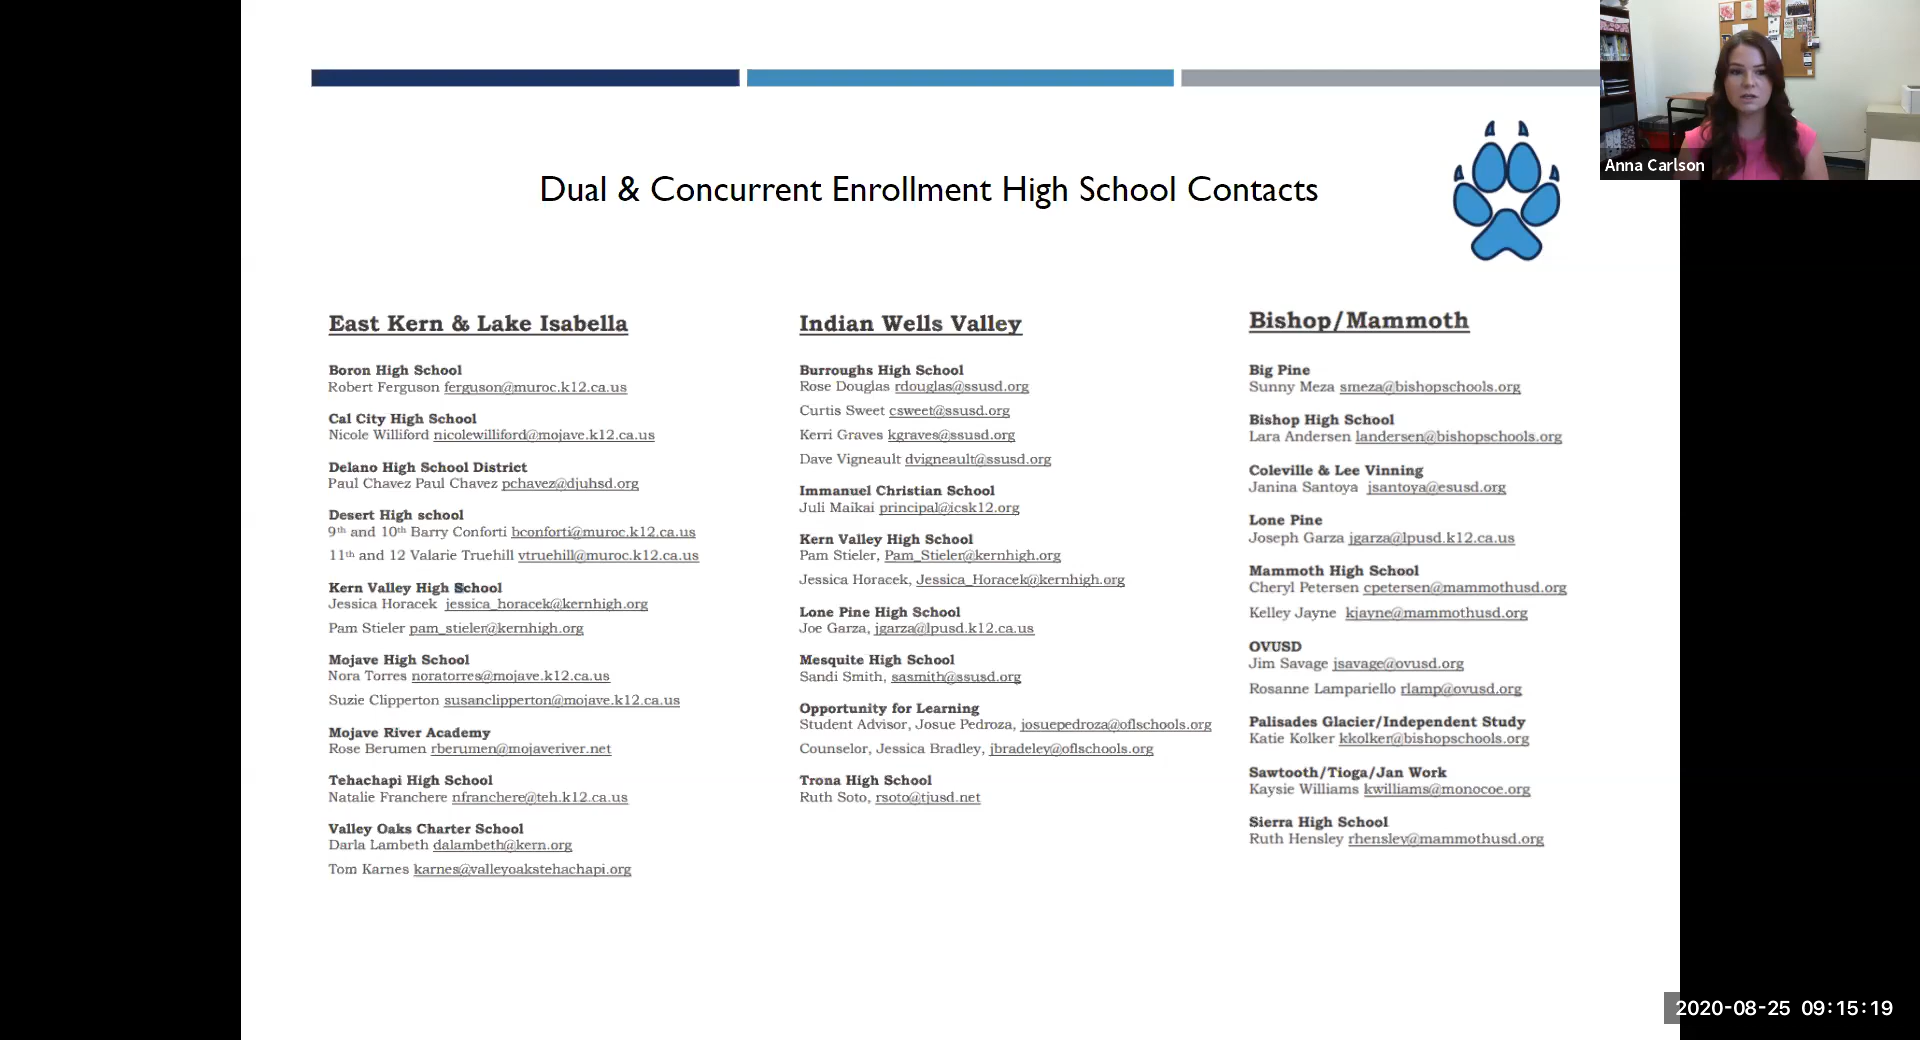 Anna Carlson
Dual & Concurrent Enrollment High School Contacts
East Kern & Lake Isabella
Boron High School
Robert Ferguson ferguson@muroc.k12.ca.us
Cal City High School
Nicole Williford nicolewilliford@mojave.k12.ca.us
Delano High School District
Paul Chavez Paul Chavez pchavez@djuhsd.org
Desert High school
9th and 10th Barry Conforti bconforti@muroc.k12.ca.us
11th and 12 Valarie Truehill vtruehill@muroc.k12.ca.us
Kern Valley High School
Jessica Horacek jessica_horacek@kernhigh.org
Pam Stieler pam_stieler@kernhigh.org
Mojave High School
Nora Torres noratorres@mojave.k12.ca.us
Suzie Clipperton susanclipperton@mojave.k12.ca.us
Mojave River Academy
Rose Berumen rberumen@mojaveriver.net
Tehachapi High School
Natalie Franchere nfranchere@teh.k12.ca.us
Valley Oaks Charter School
Darla Lambeth dalambeth@kern.org
Tom Karnes karnes@valleyoakstehachapi.org
Indian Wells Valley
Burroughs High School
Rose Douglas rdouglas@ssusd.org
Curtis Sweet csweet@ssusd.org
Kerri Graves kgraves@ssusd.org
Dave Vigneault dvigneault@ssusd.org
Immanuel Christian School
Juli Maikai principal@icsk12.org
Kern Valley High School
Pam Stieler, Pam_Stieler@kernhigh.org
Jessica Horacek, Jessica_Horacek@kernhigh.org
Lone Pine High School
Joe Garza, jgarza@lpusd.k12.ca.us
Mesquite High School
Sandi Smith, sasmith@ssusd.org
Opportunity for Learning
Student Advisor, Josue Pedroza, josuepedroza@oflschools.org
Counselor, Jessica Bradley, jbradeley@oflschools.org
Trona High School
Ruth Soto, rsoto@tjusd.net
Bishop/Mammoth
Big Pine
Sunny Meza smeza@bishopschools.org
Bishop High School
Lara Andersen landersen@bishopschools.org
Coleville & Lee Vinning
Janina Santoya jsantoya@esusd.org
Lone Pine
Joseph Garza jgarza@lpusd.k12.ca.us
Mammoth High School
Cheryl Petersen cpetersen@mammothusd.org
Kelley Jayne kjayne@mammothusd.org
OVUSD
Jim Savage jsavage@ovusd.org
Rosanne Lampariello rlamp@ovusd.org
Palisades Glacier/Independent Study
Katie Kolker kkolker@bishopschools.org
Sawtooth/Tioga/Jan Work
Kaysie Williams kwilliams@monocoe.org
Sierra High School
Ruth Hensley rhensley@mammothusd.org
2020-08-25 09:15:19